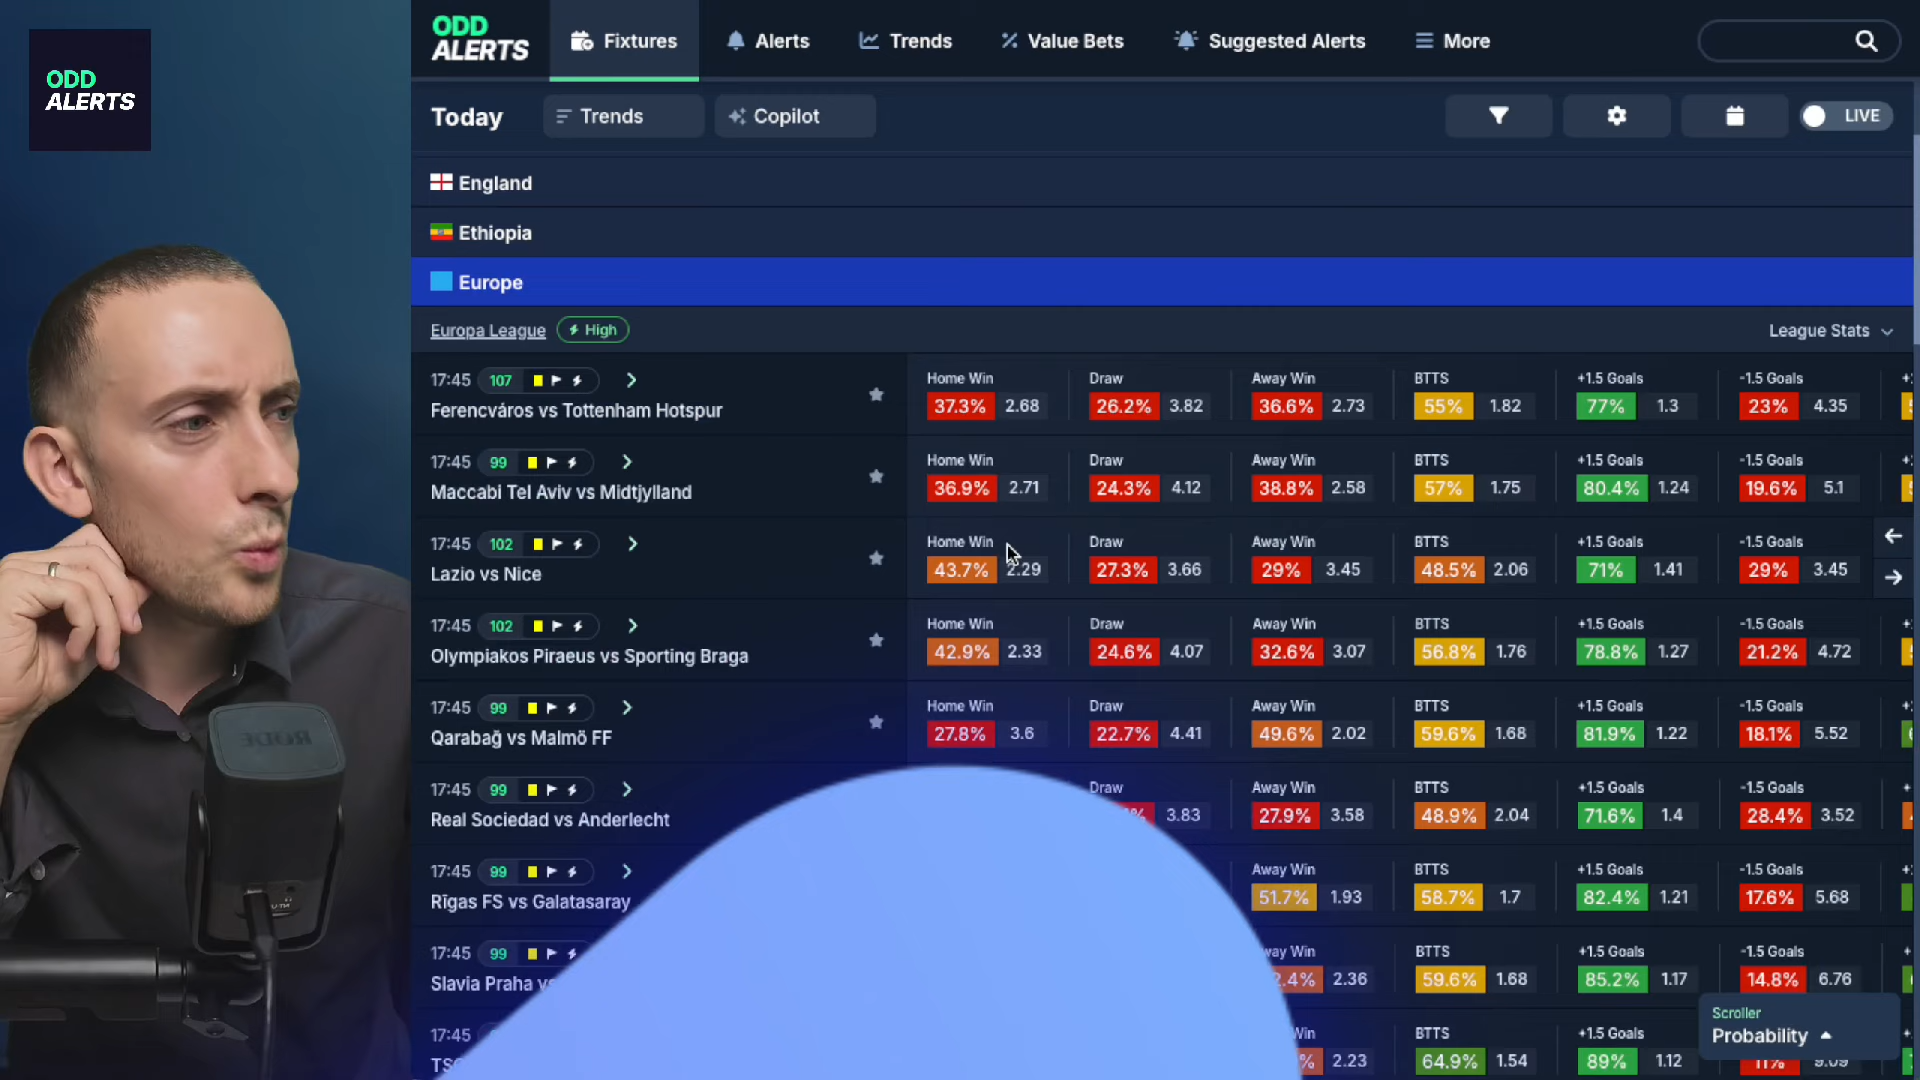 ODD
ALERTS
ODD
ALERTS
Fixtures
Alerts
Trends
Value Bets
Suggested Alerts
More
Today
Trends
Copilot
LIVE
England
Ethiopia
Europe
Europa League
High
League Stats
17:45 107
Ferencváros vs Tottenham Hotspur
Home Win Draw Away Win BTTS +1.5 Goals -1.5 Goals
37.3% 2.68 26.2% 3.82 36.6% 2.73 55% 1.82 77% 1.3 23% 4.35
17:45 99
Maccabi Tel Aviv vs Midtjylland
Home Win Draw Away Win BTTS +1.5 Goals -1.5 Goals
36.9% 2.71 24.3% 4.12 38.8% 2.58 57% 1.75 80.4% 1.24 19.6% 5.1
17:45 102
Lazio vs Nice
Home Win Draw Away Win BTTS +1.5 Goals -1.5 Goals
43.7% 2.29 27.3% 3.66 29% 3.45 48.5% 2.06 71% 1.41 29% 3.45
17:45 102
Olympiakos Piraeus vs Sporting Braga
Home Win Draw Away Win BTTS +1.5 Goals -1.5 Goals
42.9% 2.33 24.6% 4.07 32.6% 3.07 56.8% 1.76 78.8% 1.27 21.2% 4.72
17:45 99
Qarabağ vs Malmö FF
Home Win Draw Away Win BTTS +1.5 Goals -1.5 Goals
27.8% 3.6 22.7% 4.41 49.6% 2.02 59.6% 1.68 81.9% 1.22 18.1% 5.52
17:45 99
Real Sociedad vs Anderlecht
Draw Away Win BTTS +1.5 Goals -1.5 Goals
3.83 27.9% 3.58 48.9% 2.04 71.6% 1.4 28.4% 3.52
17:45 99
Rīgas FS vs Galatasaray
Away Win BTTS +1.5 Goals -1.5 Goals
51.7% 1.93 58.7% 1.7 82.4% 1.21 17.6% 5.68
17:45 99
Slavia Praha
Win BTTS +1.5 Goals -1.5 Goals
2.36 59.6% 1.68 85.2% 1.17 14.8% 6.76
17:45
Win BTTS +1.5 Goals
2.23 64.9% 1.54 89% 1.12
Scroller
Probability
RØDE